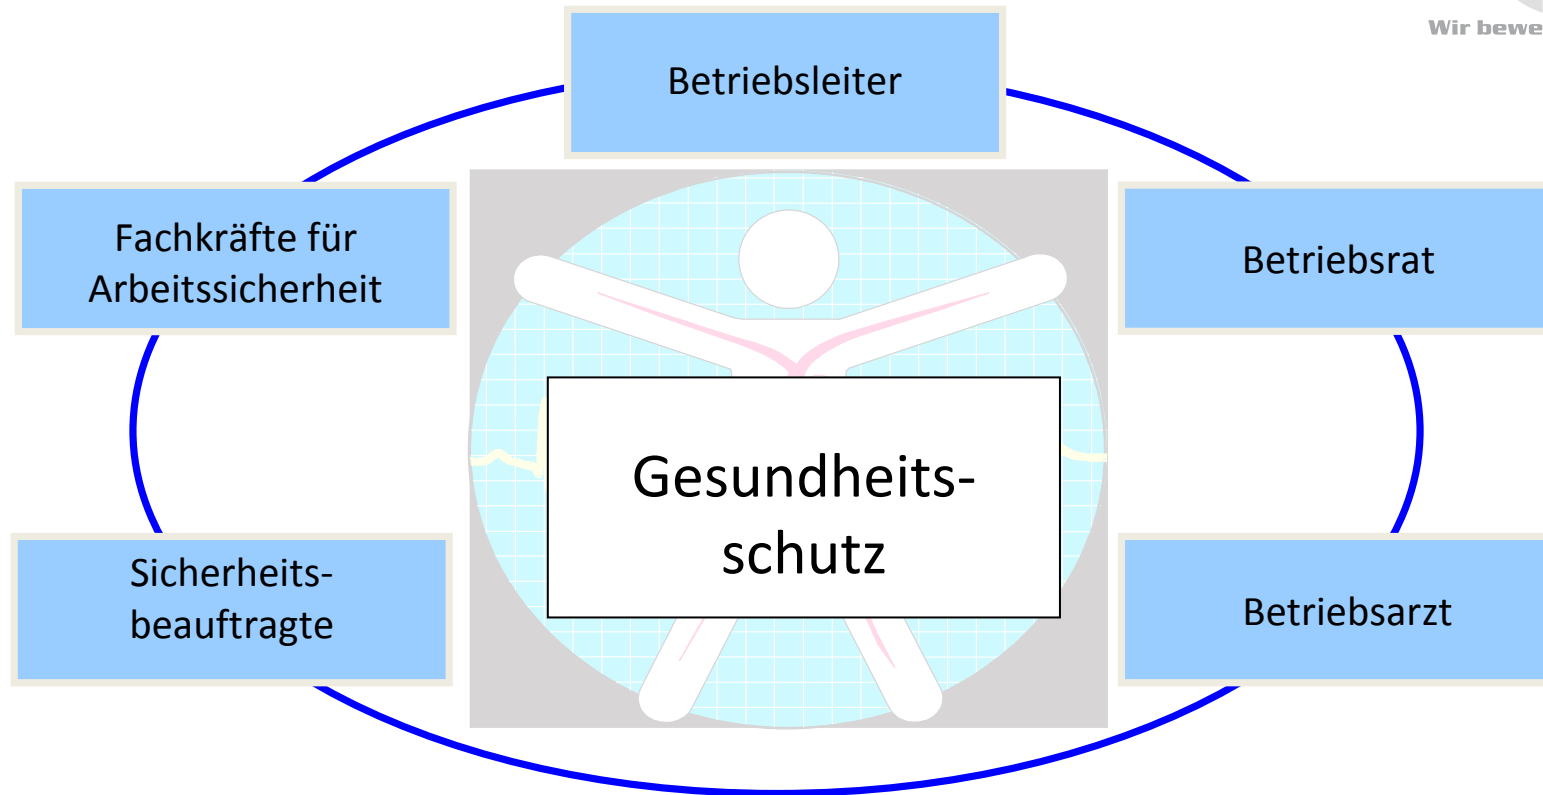 Wir bewe
Betriebsleiter
Fachkräfte für
Arbeitssicherheit
Betriebsrat
Gesundheits-
schutz
Sicherheits-
beauftragte
Betriebsarzt